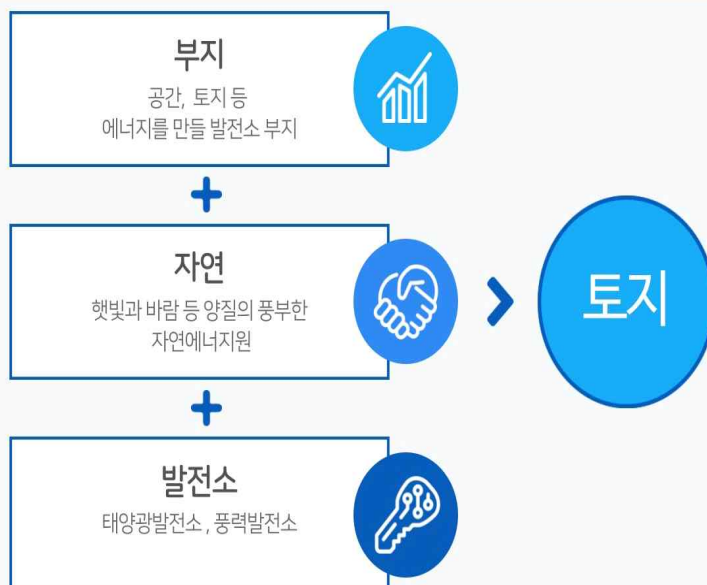 부지
공간, 토지 등
에너지를 만들 발전소 부지
자연
햇빛과 바람 등 양질의 풍부한
자연에너지원
토지
발전소
태양광발전소 , 풍력발전소